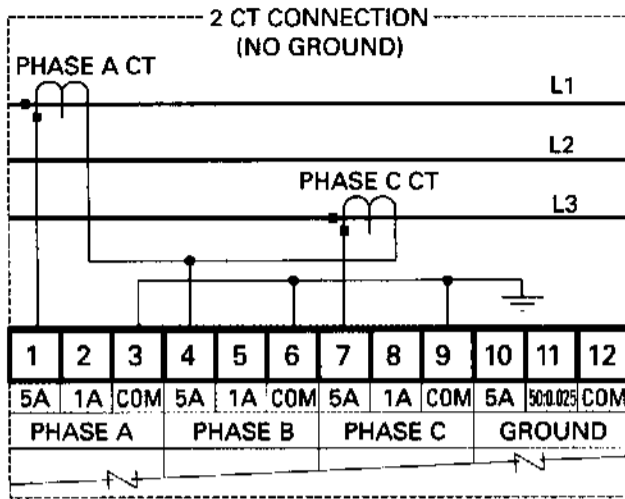 2 CT CONNECTION
(NO GROUND)
PHASE A CT
L1
L2
PHASE C CT
L3
1 2 3 4 5 6 7 8 9 10 11 12
5A 1A COM 5A 1A COM 5A 1A COM 5A 50:0.025 COM
PHASE A PHASE B PHASE C GROUND